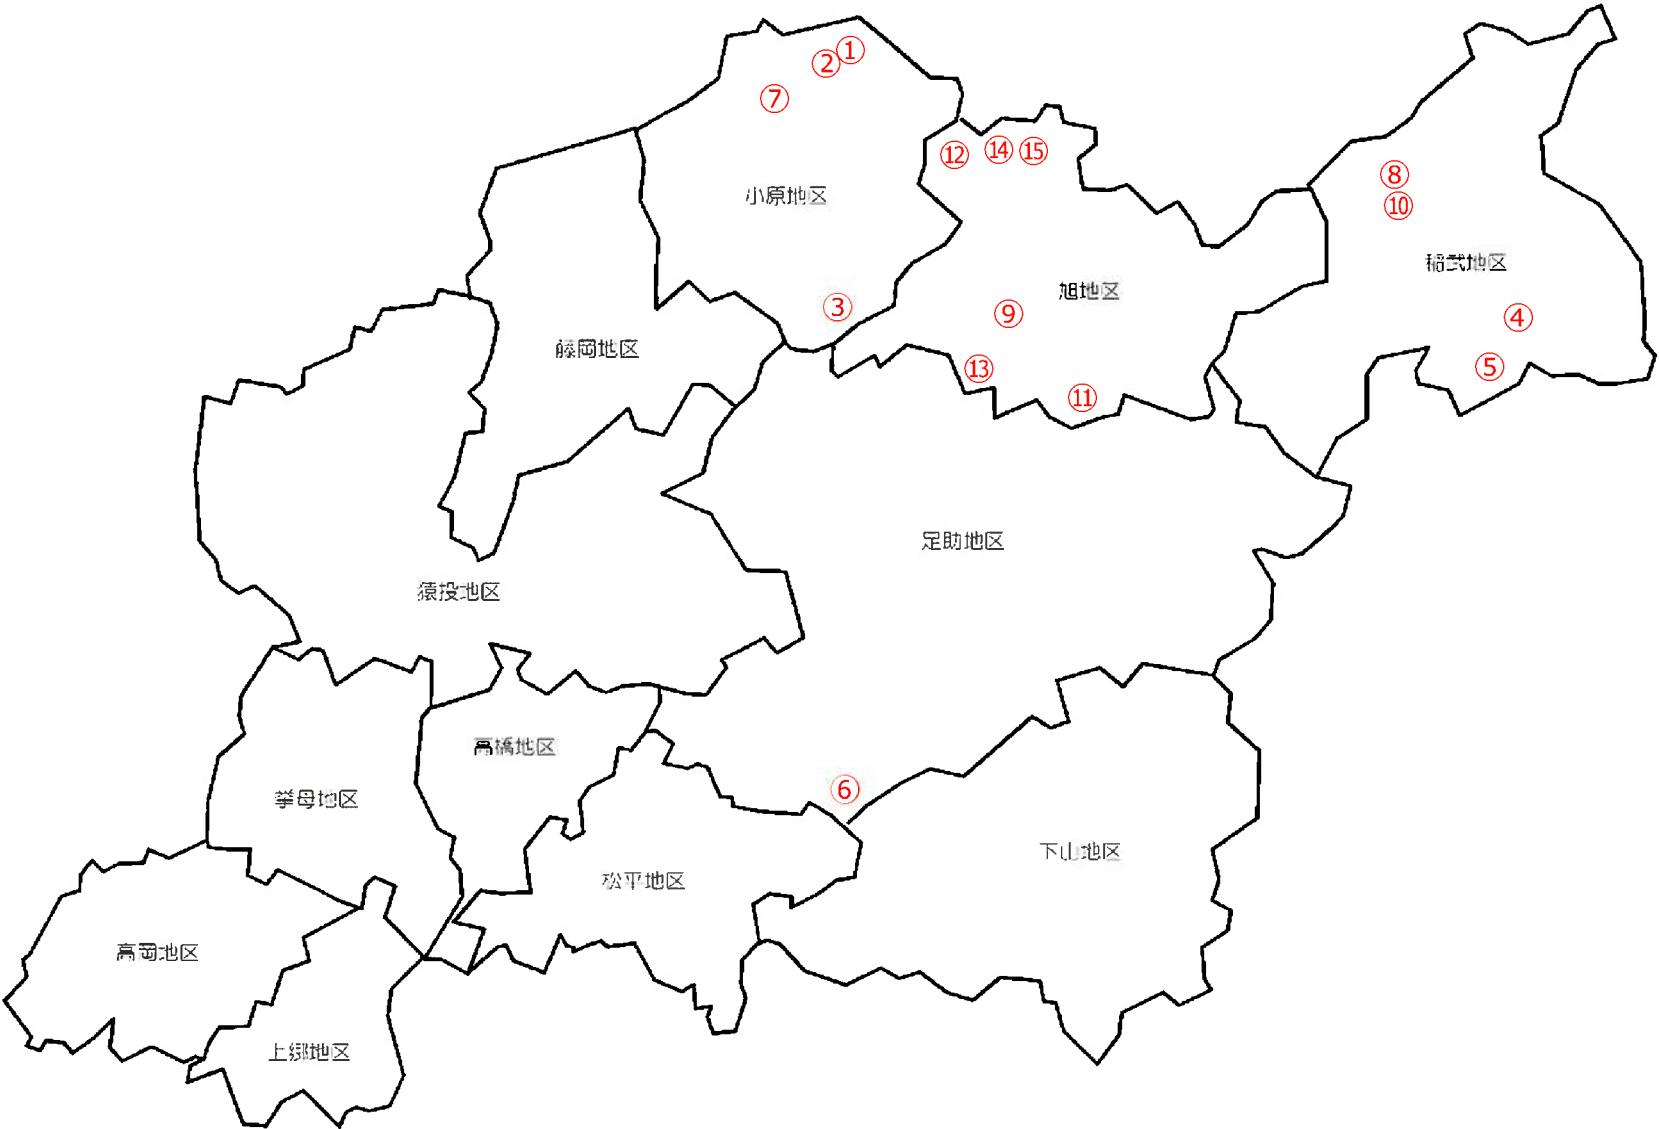 ①
②
⑦
⑫
⑭
⑮
⑧
⑩
小原地区
稲武地区
旭地区
③
⑨
④
藤岡地区
⑬
⑤
⑪
足助地区
猿投地区
高橋地区
⑥
挙母地区
下山地区
松平地区
高岡地区
上郷地区